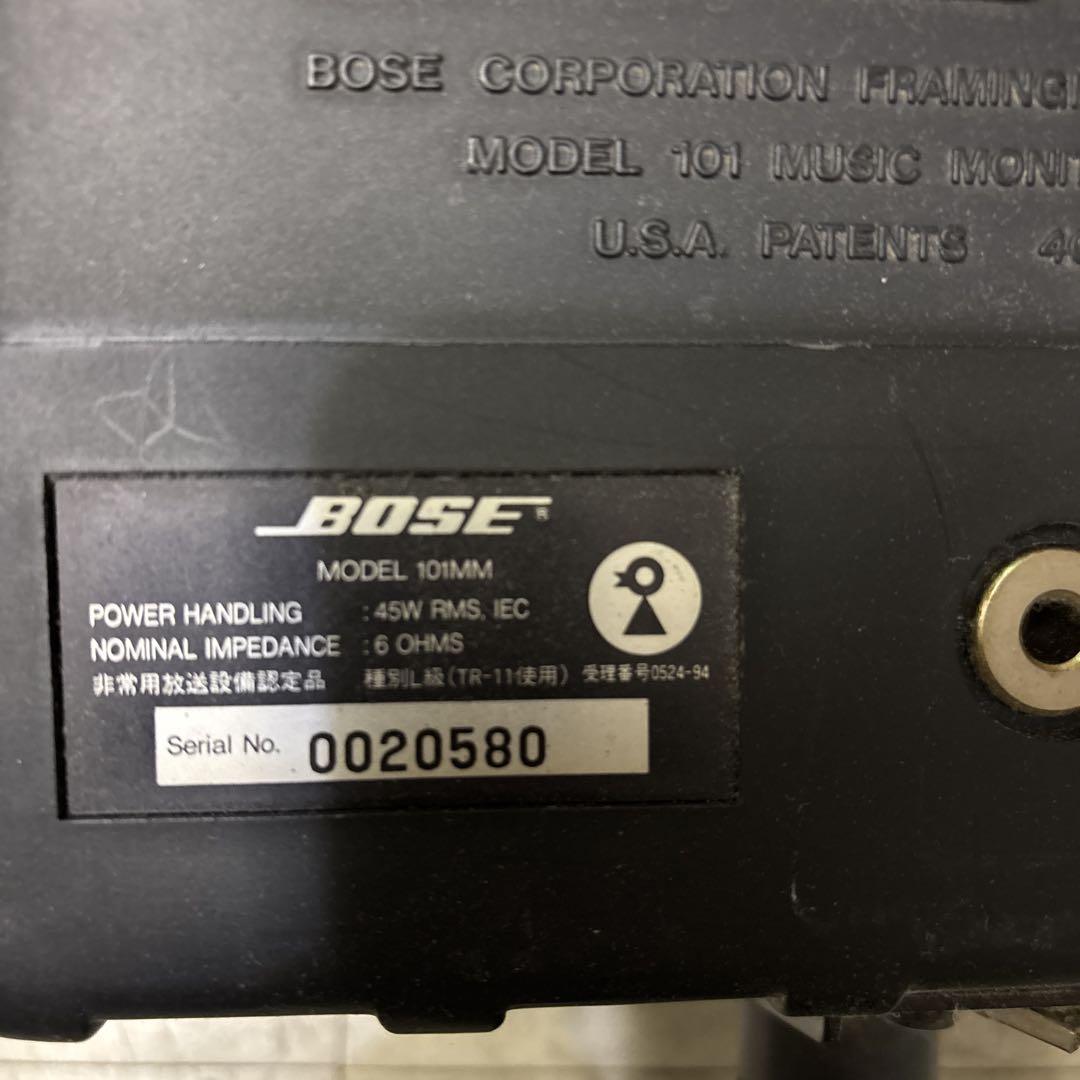 BOSE CORPORATION
MODEL 101 MUSIC
U.S.A. PATENTS
BOSE®
MODEL 101MM
POWER HANDLING : 45W RMS, IEC
NOMINAL IMPEDANCE : 6 OHMS
非常用放送設備認定品 種別L級(TR-11使用) 受理番号0524-94
Serial No. 0020580